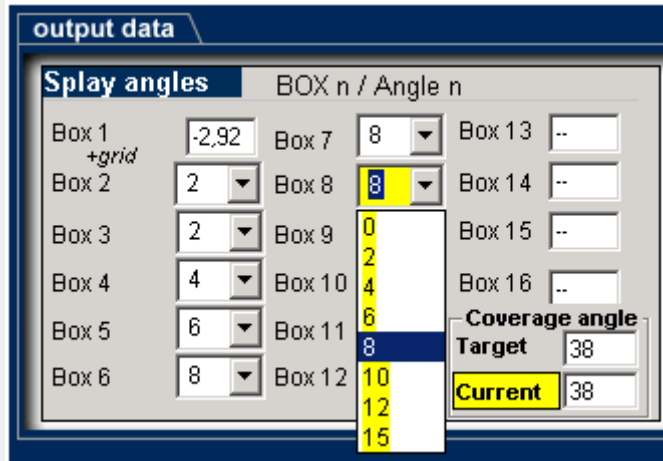 output data
Splay angles BOX n / Angle n
Box 1 -2,92 Box 7 8 Box 13 --
+grid
Box 2 2 Box 8 8 Box 14 --
Box 3 2 Box 9 0 Box 15 --
2
Box 4 4 Box 10 4 Box 16 --
6 Coverage angle
Box 5 6 Box 11 8 Target 38
Box 6 8 Box 12 10 Current 38
12
15